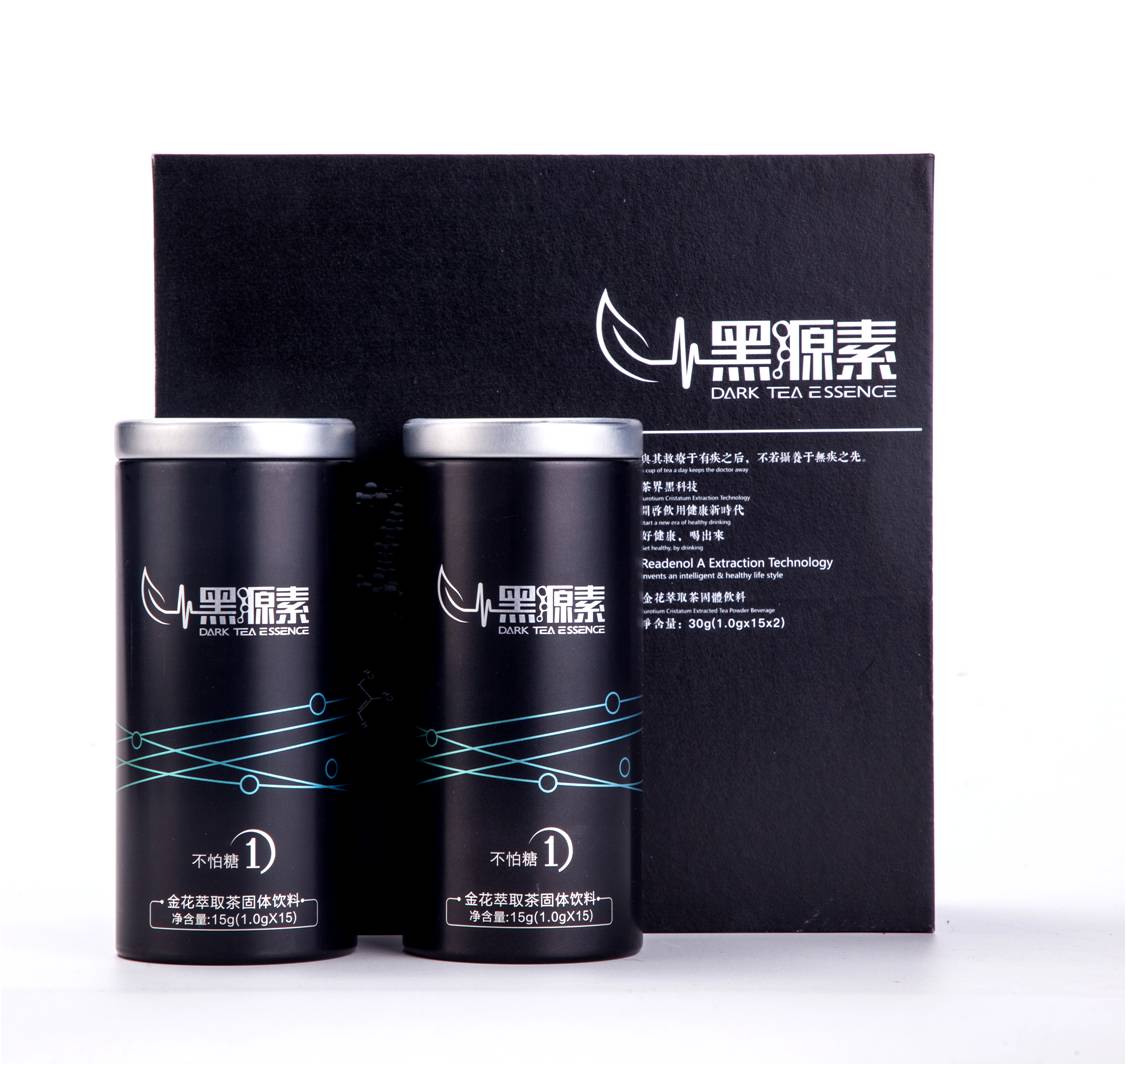 黑源素
DARK TEA ESSENCE
與其救療于有疾之后，不若攝養于無疾之先。
cup of tea a day keeps the doctor away
茶界黑科技
urotium Cristatum Extraction Technology
開啓飲用健康新時代
tart a new era of healthy drinking
好健康，喝出來
et healthy, by drinking
Readenol A Extraction Technology
nvents an intelligent & healthy life style
金花萃取茶固體飲料
urotium Cristatum Extracted Tea Powder Beverage
淨含量：30g(1.0gx15x2)
黑源素
DARK TEA ESSENCE
不怕糖 1
金花萃取茶固体饮料
净含量:15g(1.0gX15)
黑源素
DARK TEA ESSENCE
不怕糖 1
金花萃取茶固体饮料
净含量:15g(1.0gX15)